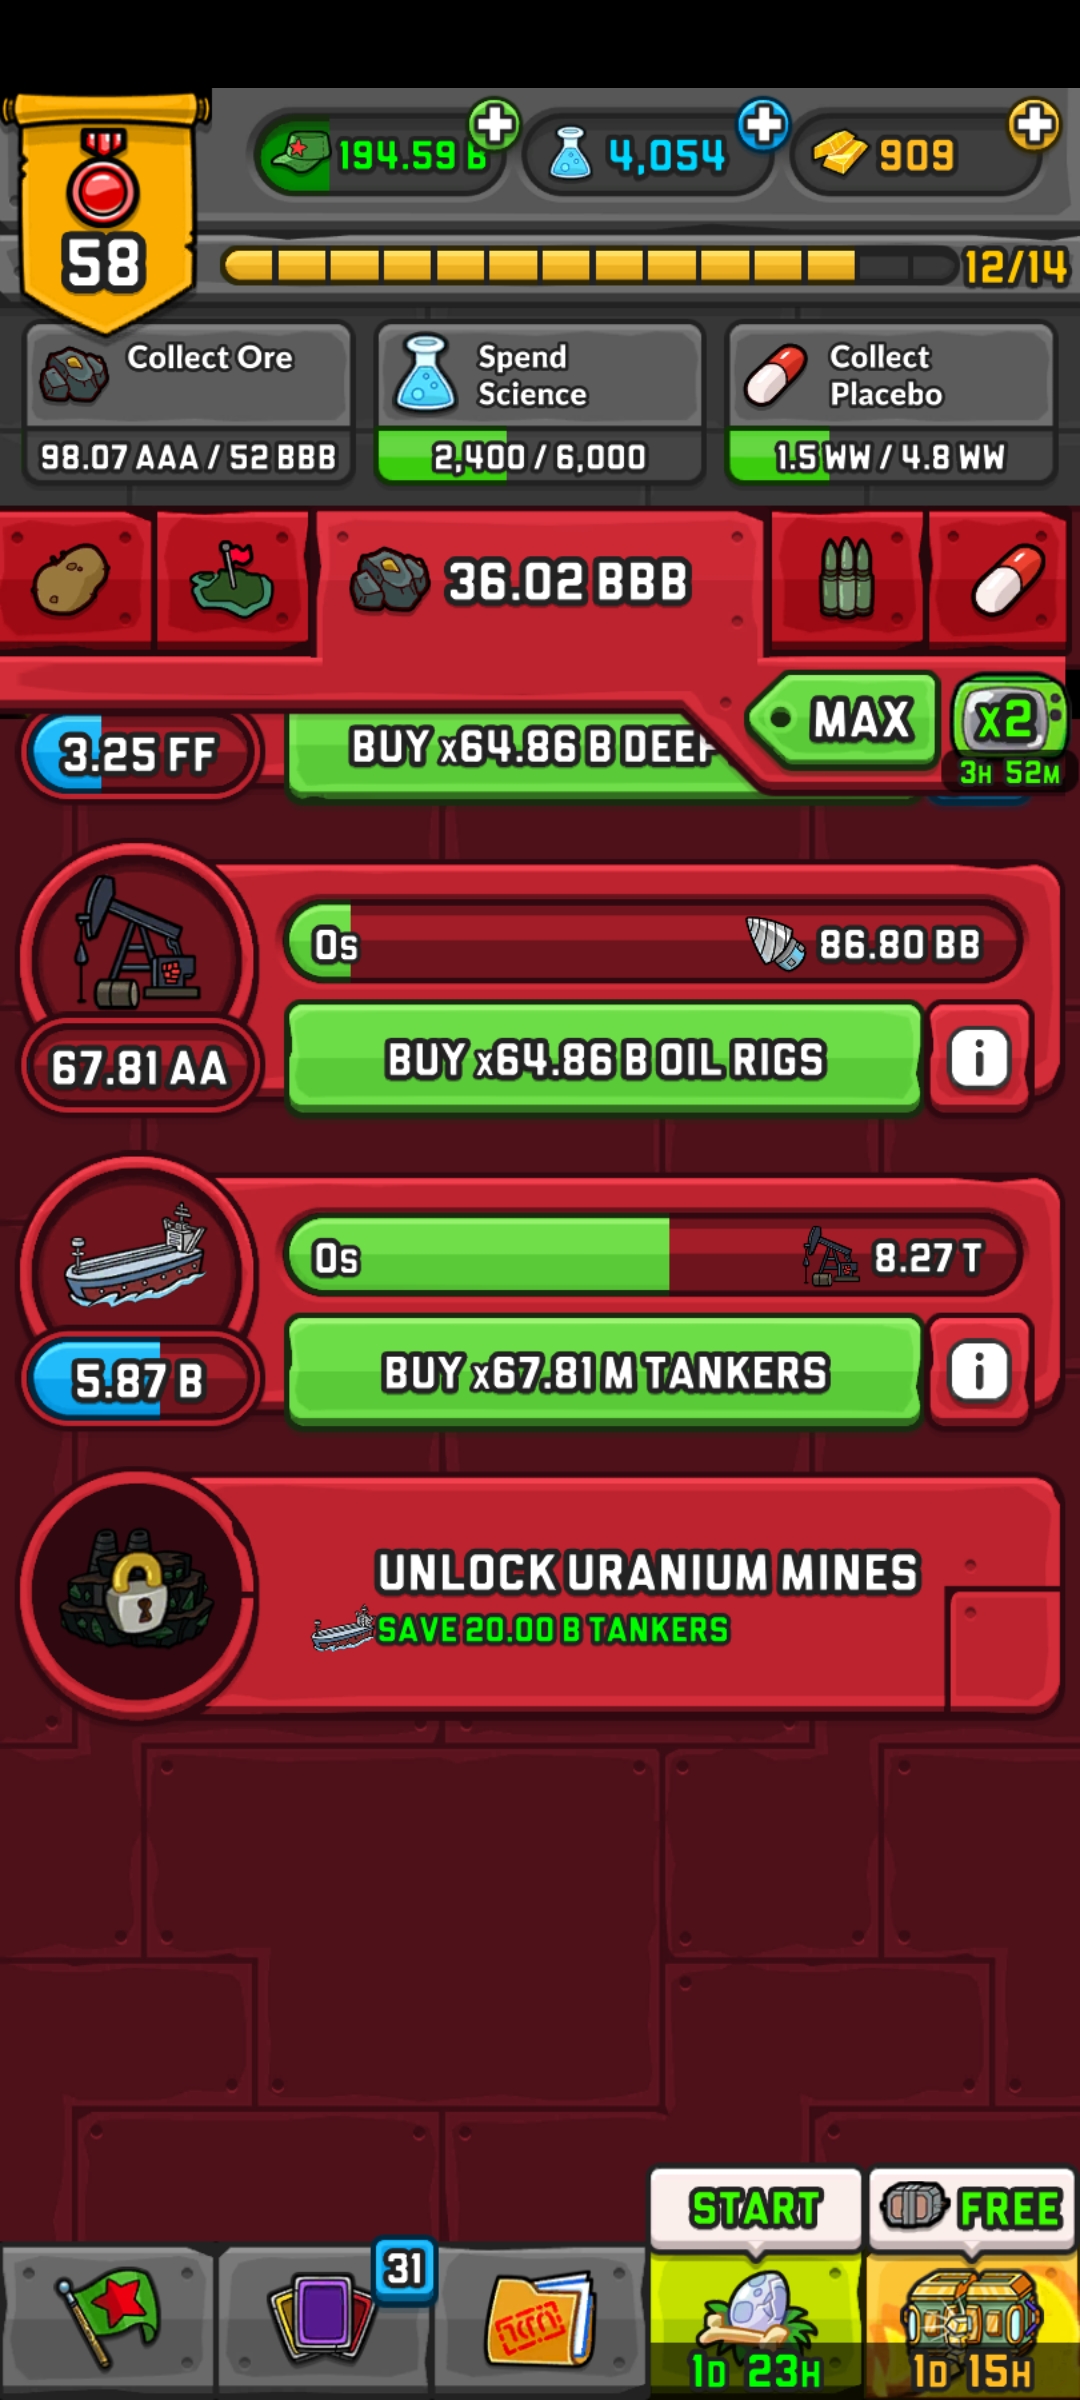 58
194.59 B
4,054
909
12/14
Collect Ore
98.07 AAA / 52 BBB
Spend
Science
2,400 / 6,000
Collect
Placebo
1.5 WW / 4.8 WW
36.02 BBB
MAX
x2
3H 52M
3.25 FF
BUY x64.86 B DEEP
0s
86.80 BB
67.81 AA
BUY x64.86 B OIL RIGS
i
0s
8.27 T
5.87 B
BUY x67.81 M TANKERS
i
UNLOCK URANIUM MINES
SAVE 20.00 B TANKERS
31
START
1D 23H
FREE
1D 15H